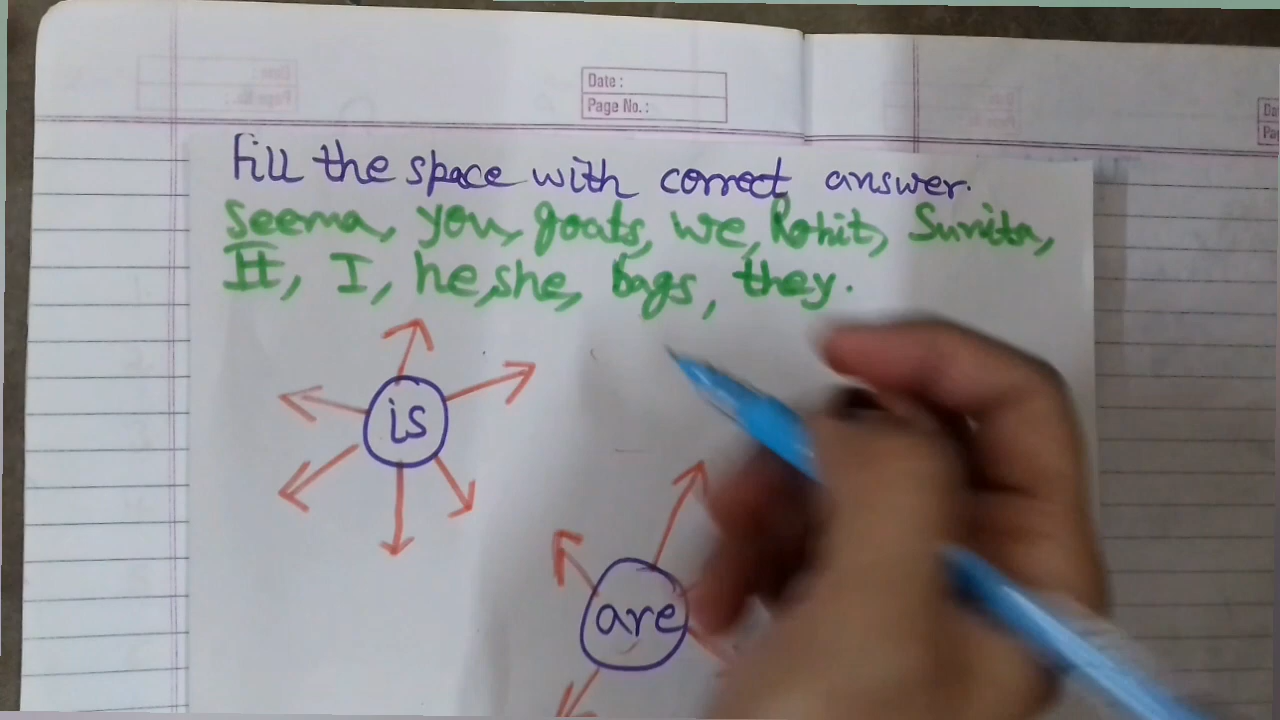 Date :
Page No. :
Fill the space with correct answer.
Seema, you, goats, we, Rohit, Sunita,
It, I, he, she, bags, they.
is
are